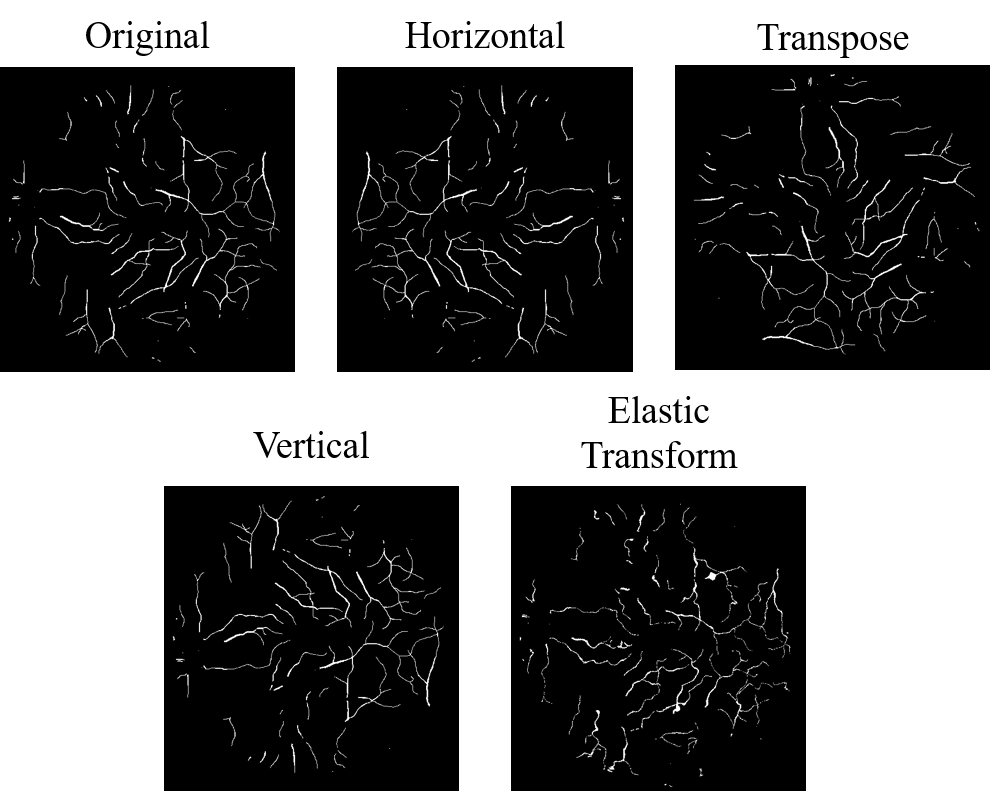 Original
Horizontal
Transpose
Vertical
Elastic
Transform